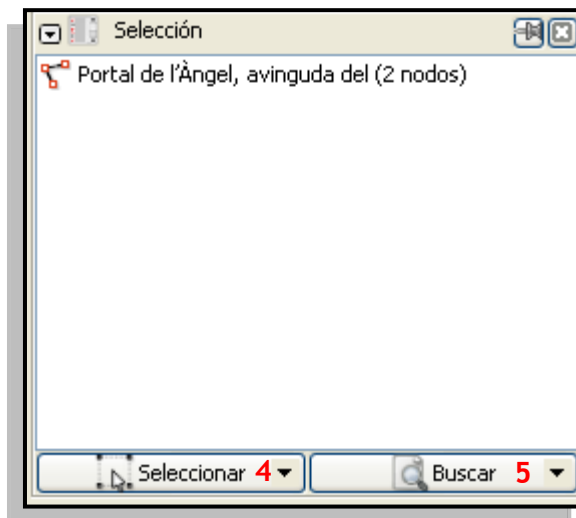 Selección
Portal de l'Àngel, avinguda del (2 nodos)
Seleccionar 4 Buscar 5